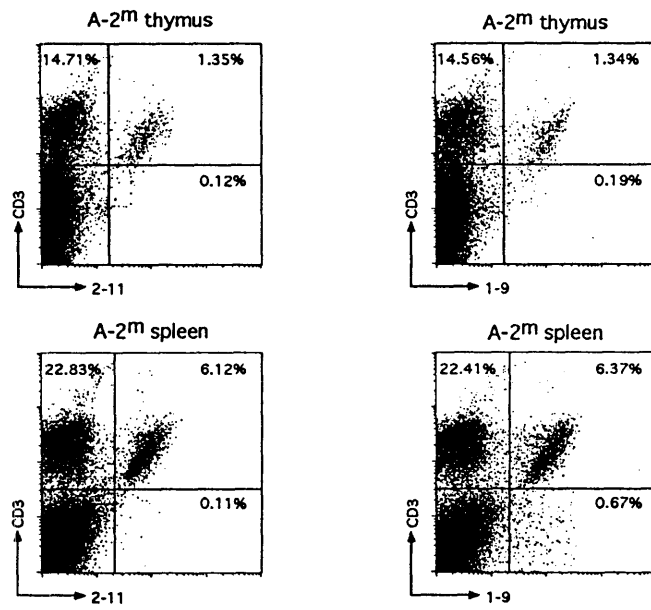 A-2m thymus
14.71%
1.35%
0.12%
CD3
2-11
A-2m thymus
14.56%
1.34%
0.19%
CD3
1-9
A-2m spleen
22.83%
6.12%
0.11%
CD3
2-11
A-2m spleen
22.41%
6.37%
0.67%
CD3
1-9